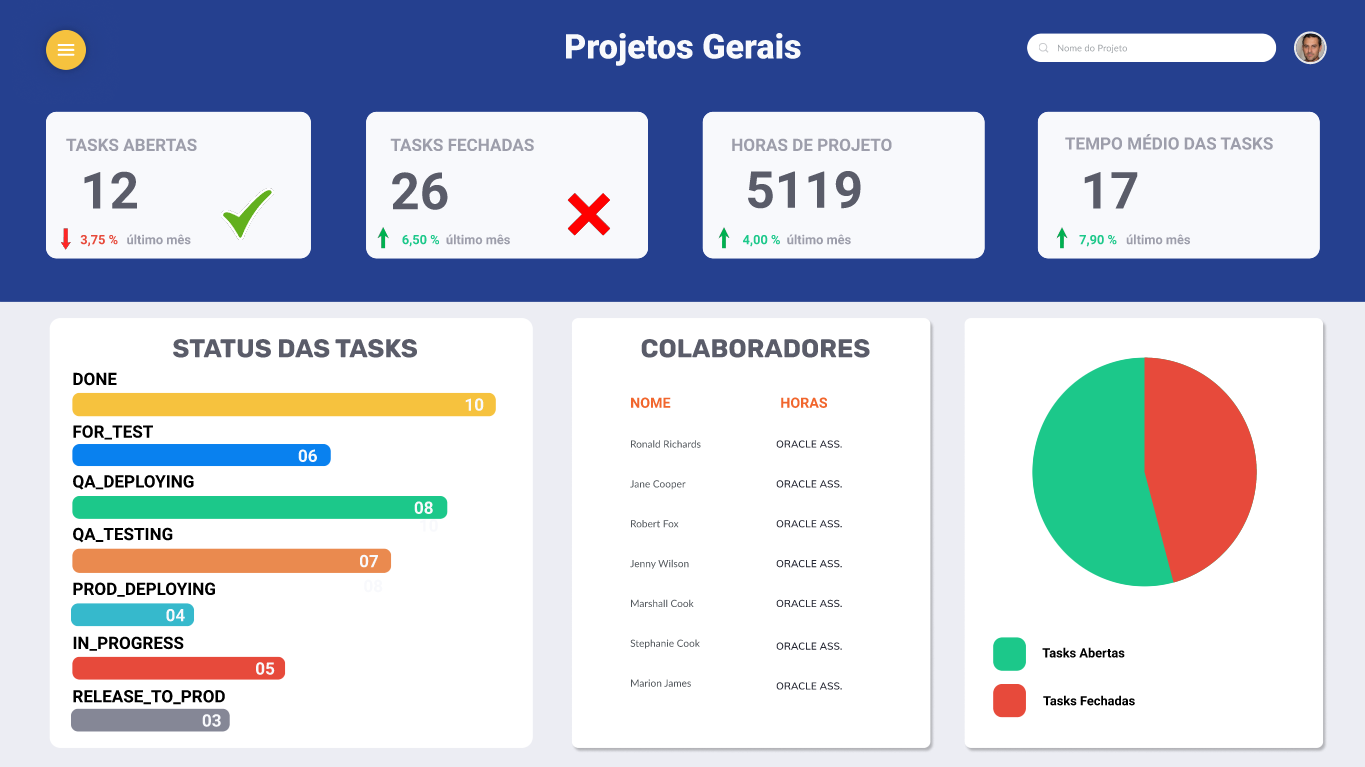 Projetos Gerais
Nome do Projeto
TASKS ABERTAS
12
3,75 % último mês
TASKS FECHADAS
26
6,50 % último mês
HORAS DE PROJETO
5119
4,00 % último mês
TEMPO MÉDIO DAS TASKS
17
7,90 % último mês
STATUS DAS TASKS
DONE
10
FOR_TEST
06
QA_DEPLOYING
08
10
QA_TESTING
07
08
PROD_DEPLOYING
04
IN_PROGRESS
05
RELEASE_TO_PROD
03
COLABORADORES
NOME HORAS
Ronald Richards ORACLE ASS.
Jane Cooper ORACLE ASS.
Robert Fox ORACLE ASS.
Jenny Wilson ORACLE ASS.
Marshall Cook ORACLE ASS.
Stephanie Cook ORACLE ASS.
Marion James ORACLE ASS.
Tasks Abertas
Tasks Fechadas